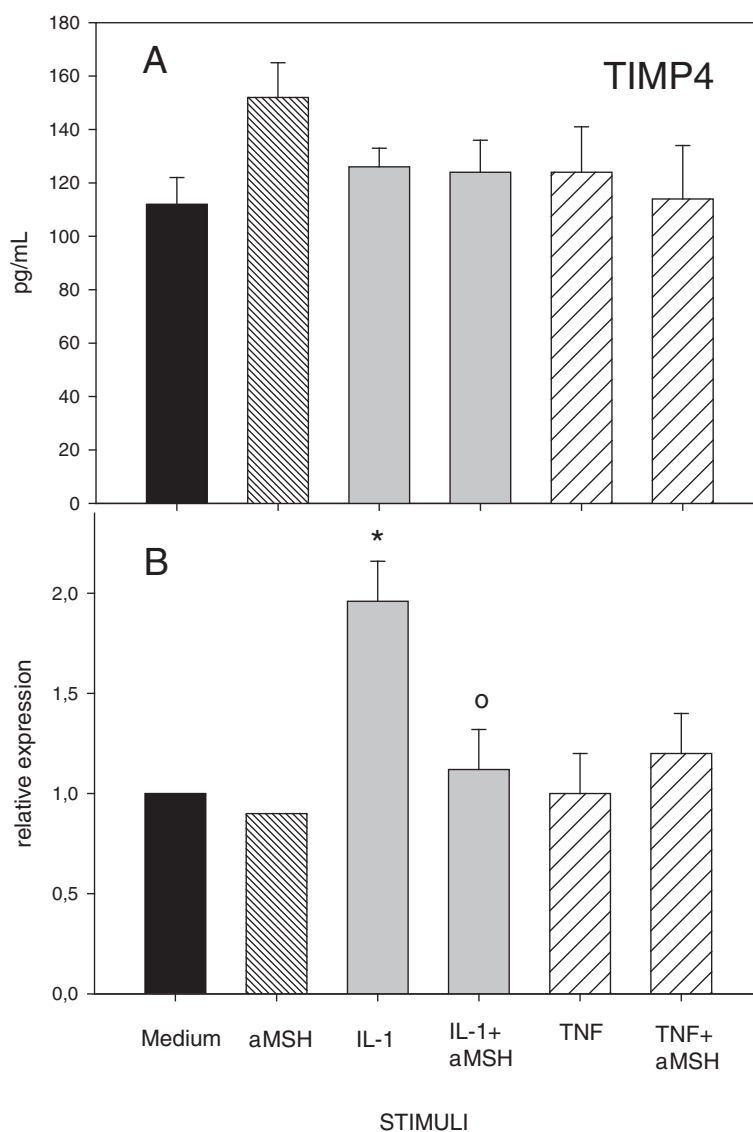 A
TIMP4
180
160
140
120
100
80
60
40
20
0
pg/mL
B
*
o
2,0
1,5
1,0
0,5
0,0
relative expression
Medium aMSH IL-1 IL-1+ TNF TNF+
aMSH aMSH
STIMULI